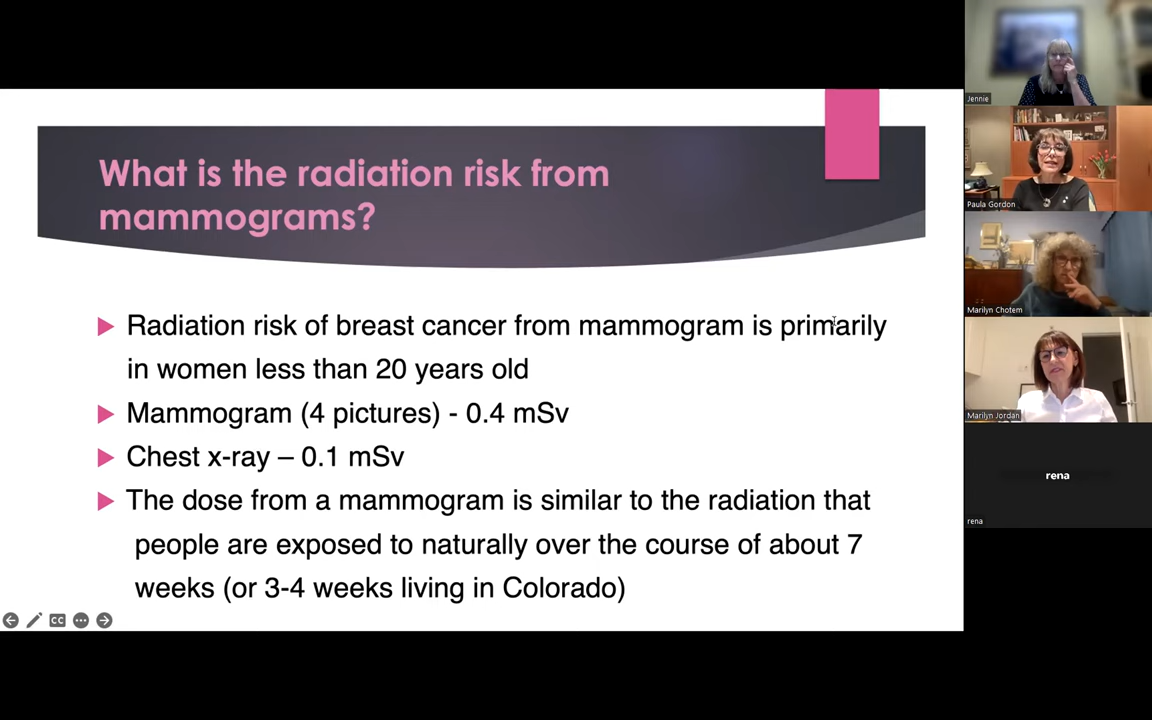 What is the radiation risk from
mammograms?
Radiation risk of breast cancer from mammogram is primarily
in women less than 20 years old
Mammogram (4 pictures) - 0.4 mSv
Chest x-ray – 0.1 mSv
The dose from a mammogram is similar to the radiation that
people are exposed to naturally over the course of about 7
weeks (or 3-4 weeks living in Colorado)
CC
Jennie
Paula Gordon
Marilyn Chotem
Marilyn Jordan
rena
rena